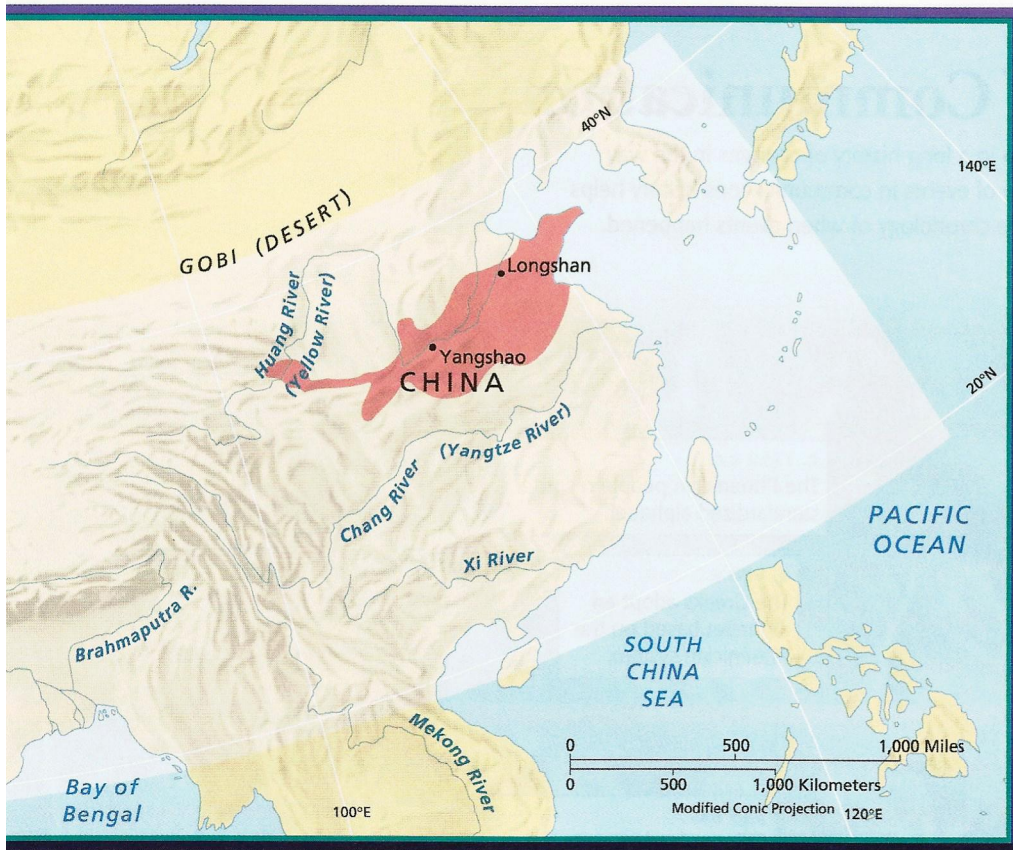 40°N
140°E
GOBI (DESERT)
Longshan
Huang River
(Yellow River)
Yangshao
CHINA
20°N
(Yangtze River)
Chang River
PACIFIC
OCEAN
Xi River
Brahmaputra R.
SOUTH
CHINA
SEA
Mekong River
0 500 1,000 Miles
0 500 1,000 Kilometers
Modified Conic Projection
Bay of
Bengal
100°E
120°E